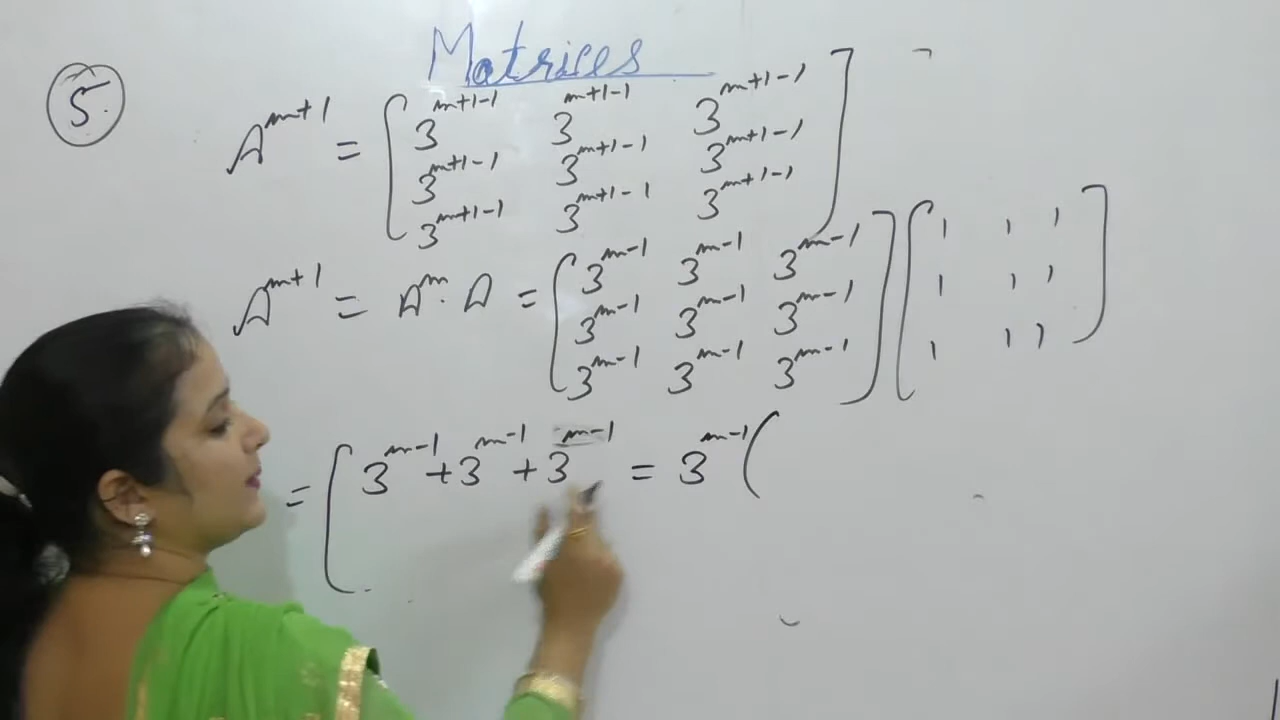 Matrices
5.
A^{m+1} = [ 3^{m+1-1} 3^{m+1-1} 3^{m+1-1}
3^{m+1-1} 3^{m+1-1} 3^{m+1-1}
3^{m+1-1} 3^{m+1-1} 3^{m+1-1} ]
A^{m+1} = A^m . A = [ 3^{m-1} 3^{m-1} 3^{m-1} ] [ 1 1 1
3^{m-1} 3^{m-1} 3^{m-1} 1 1 1
3^{m-1} 3^{m-1} 3^{m-1} 1 1 1 ]
= [ 3^{m-1} + 3^{m-1} + 3^{m-1} = 3^{m-1} (